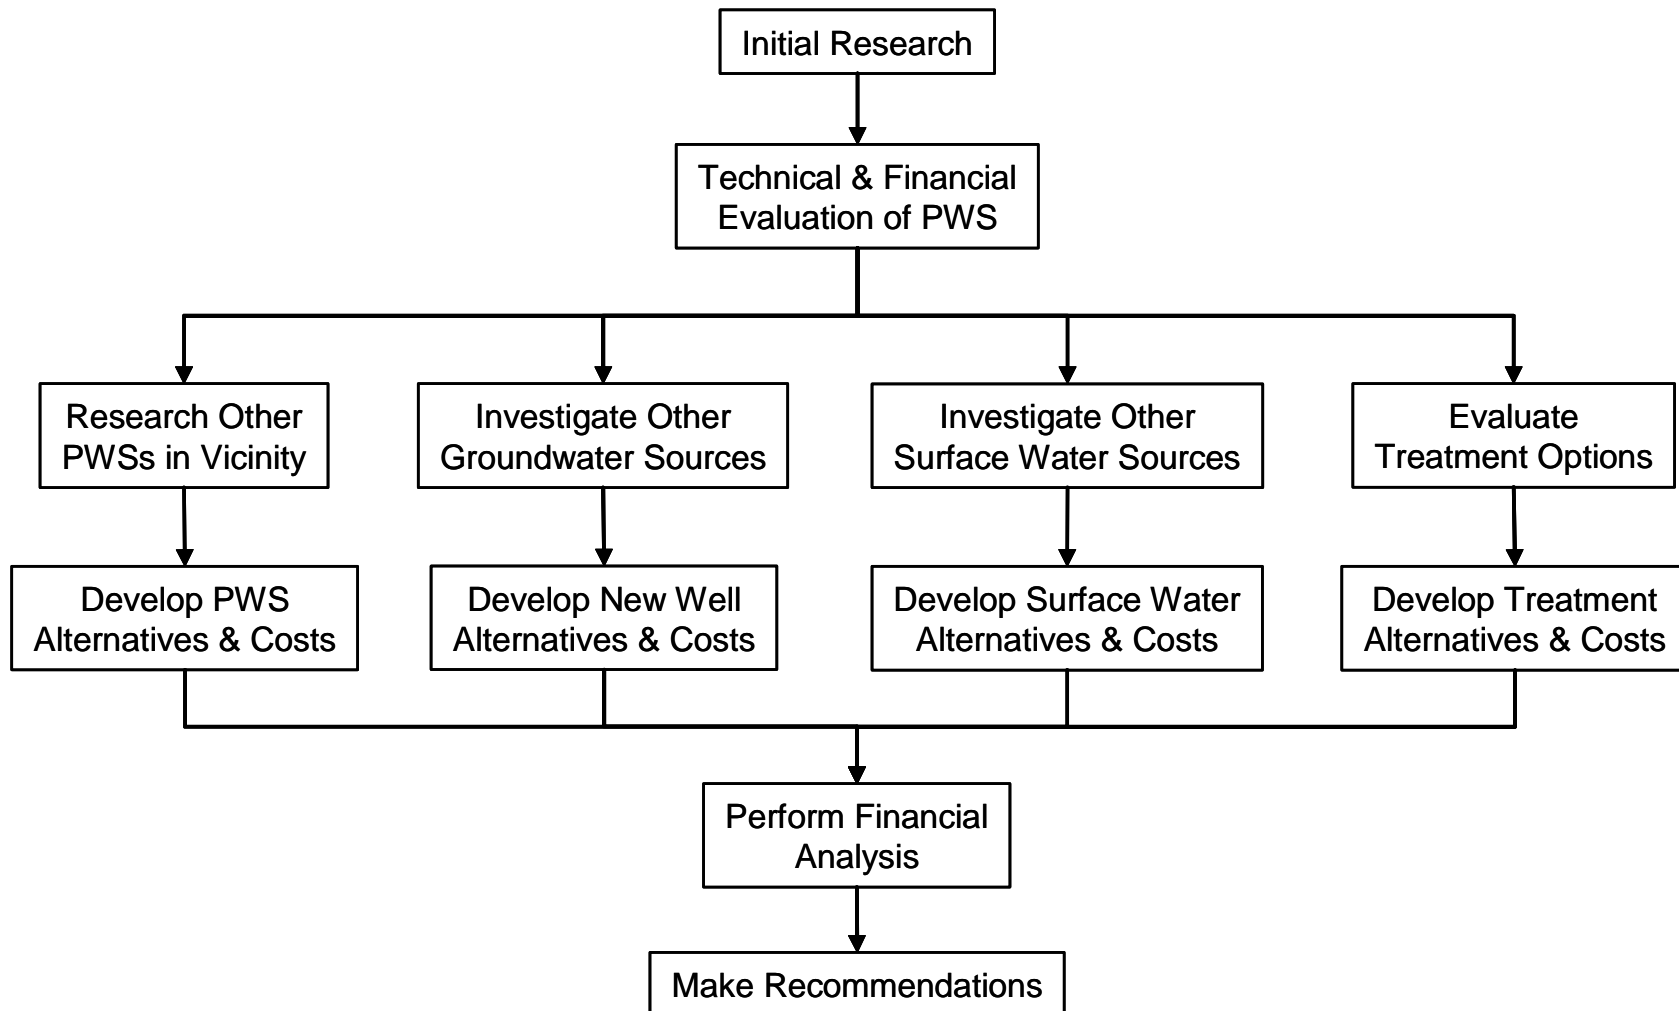 Initial Research
Technical & Financial
Evaluation of PWS
Research Other
PWSs in Vicinity
Investigate Other
Groundwater Sources
Investigate Other
Surface Water Sources
Evaluate
Treatment Options
Develop PWS
Alternatives & Costs
Develop New Well
Alternatives & Costs
Develop Surface Water
Alternatives & Costs
Develop Treatment
Alternatives & Costs
Perform Financial
Analysis
Make Recommendations